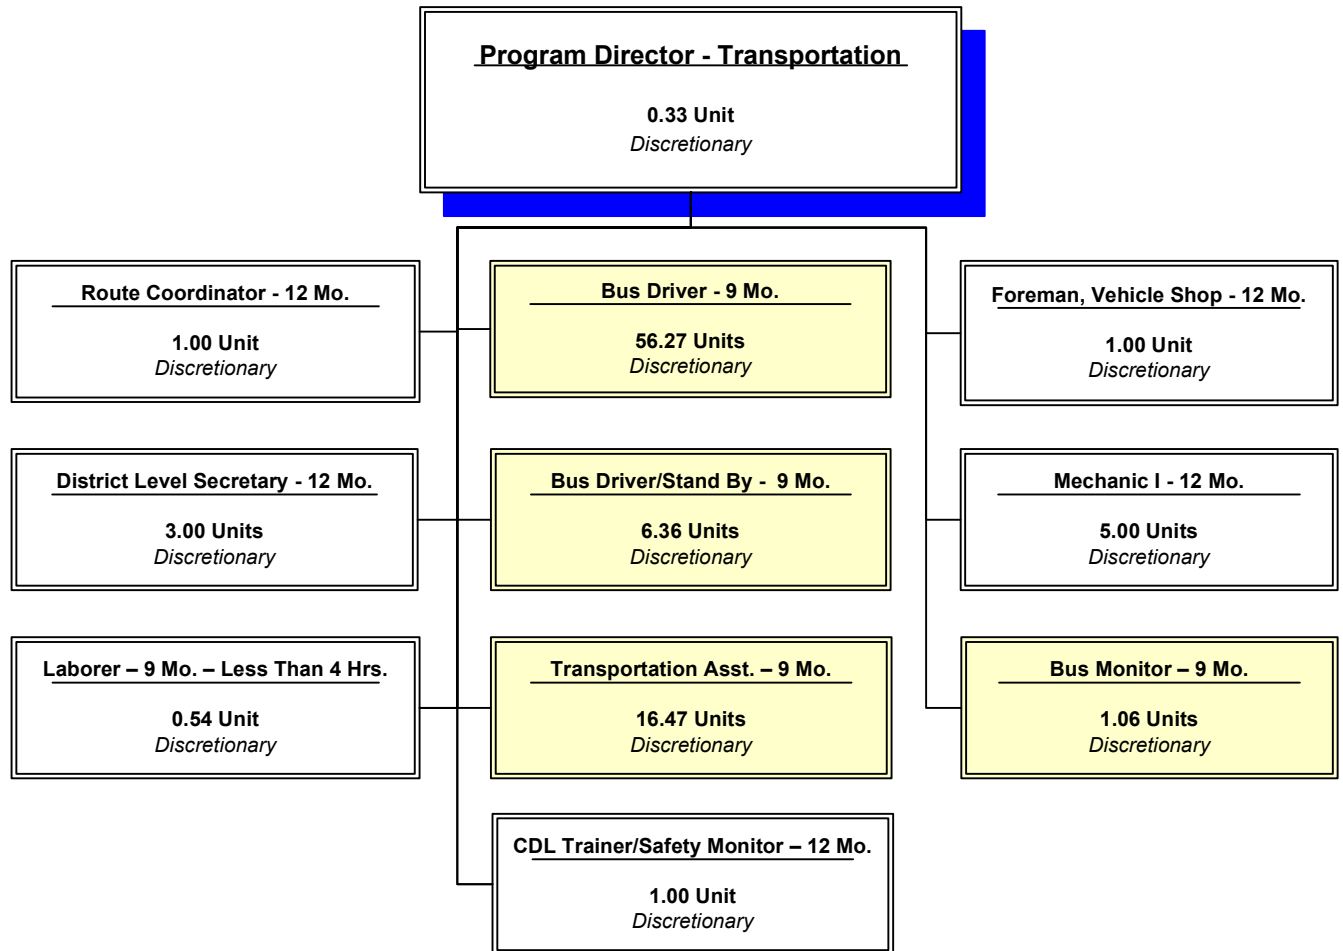 Program Director - Transportation
0.33 Unit
Discretionary
Route Coordinator - 12 Mo.
1.00 Unit
Discretionary
Bus Driver - 9 Mo.
56.27 Units
Discretionary
Foreman, Vehicle Shop - 12 Mo.
1.00 Unit
Discretionary
District Level Secretary - 12 Mo.
3.00 Units
Discretionary
Bus Driver/Stand By - 9 Mo.
6.36 Units
Discretionary
Mechanic I - 12 Mo.
5.00 Units
Discretionary
Laborer – 9 Mo. – Less Than 4 Hrs.
0.54 Unit
Discretionary
Transportation Asst. – 9 Mo.
16.47 Units
Discretionary
Bus Monitor – 9 Mo.
1.06 Units
Discretionary
CDL Trainer/Safety Monitor – 12 Mo.
1.00 Unit
Discretionary